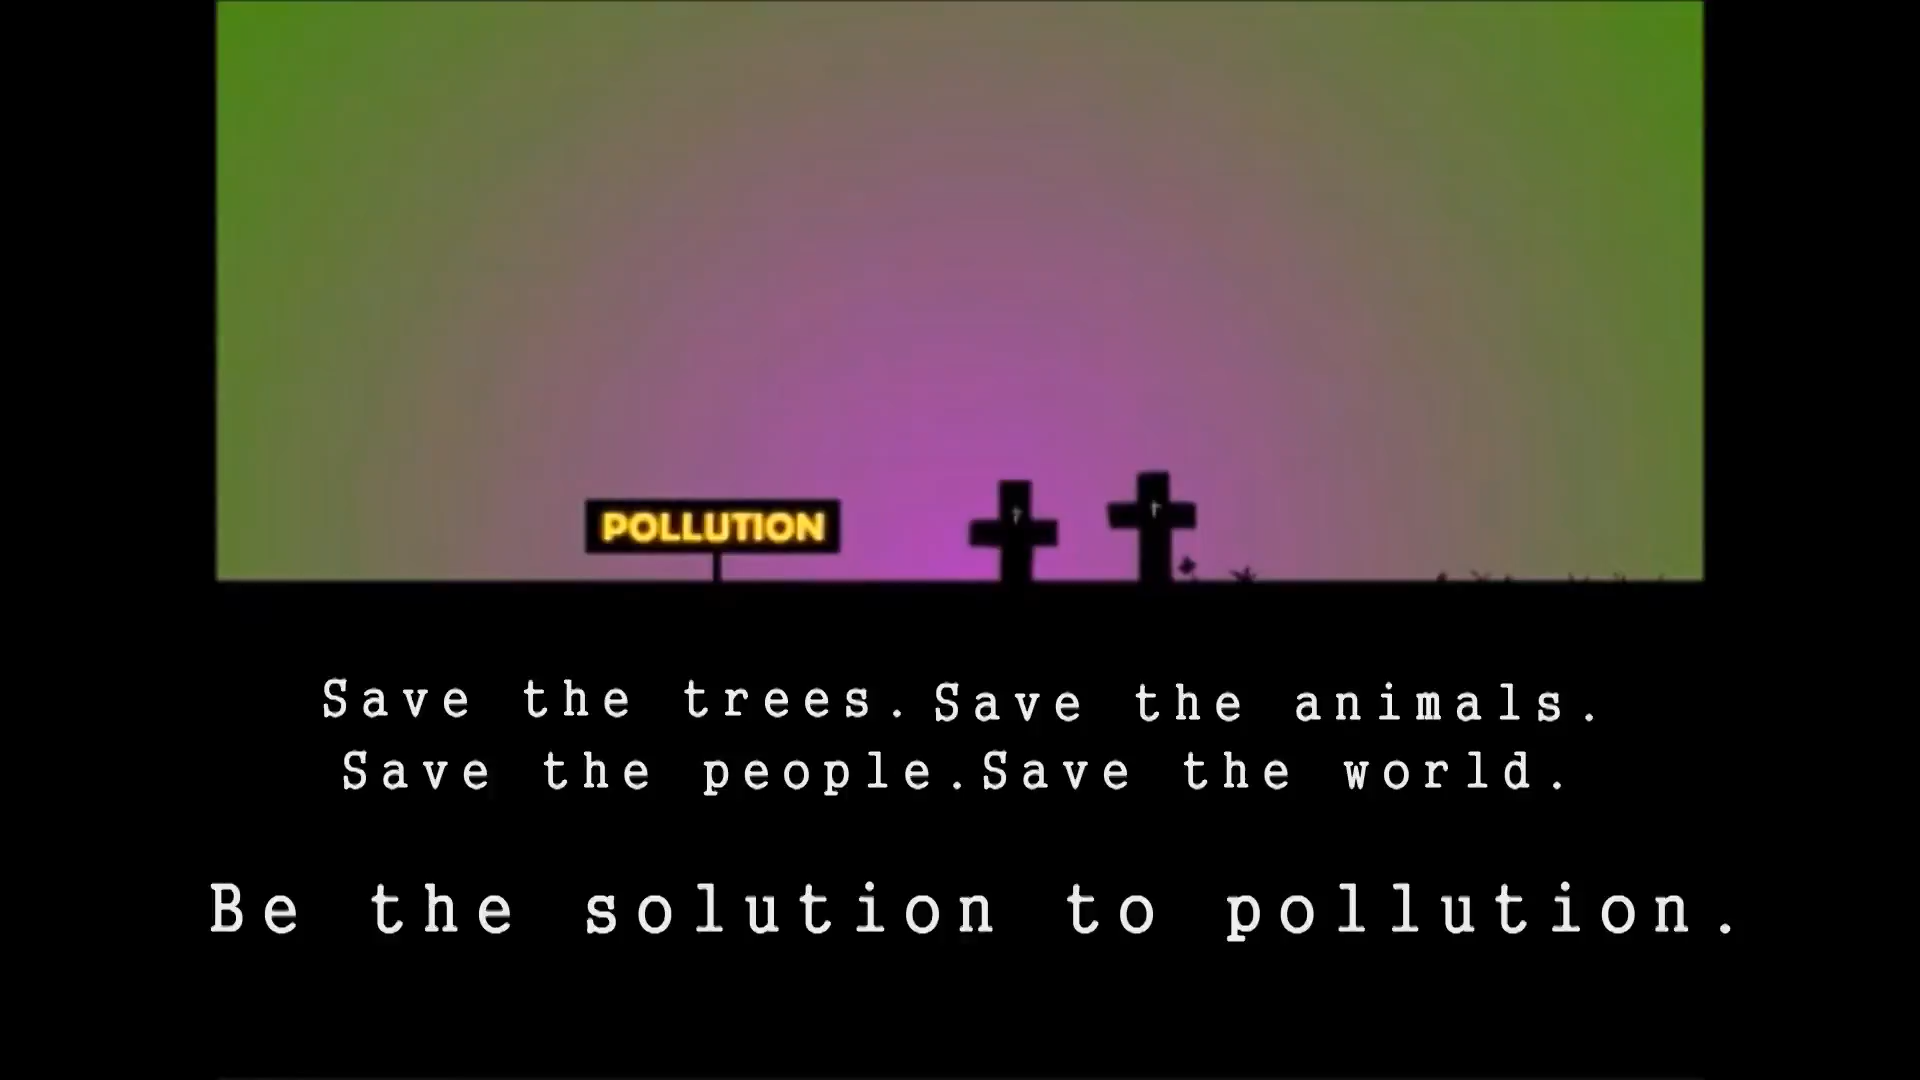 POLLUTION
Save the trees. Save the animals.
Save the people. Save the world.
Be the solution to pollution.